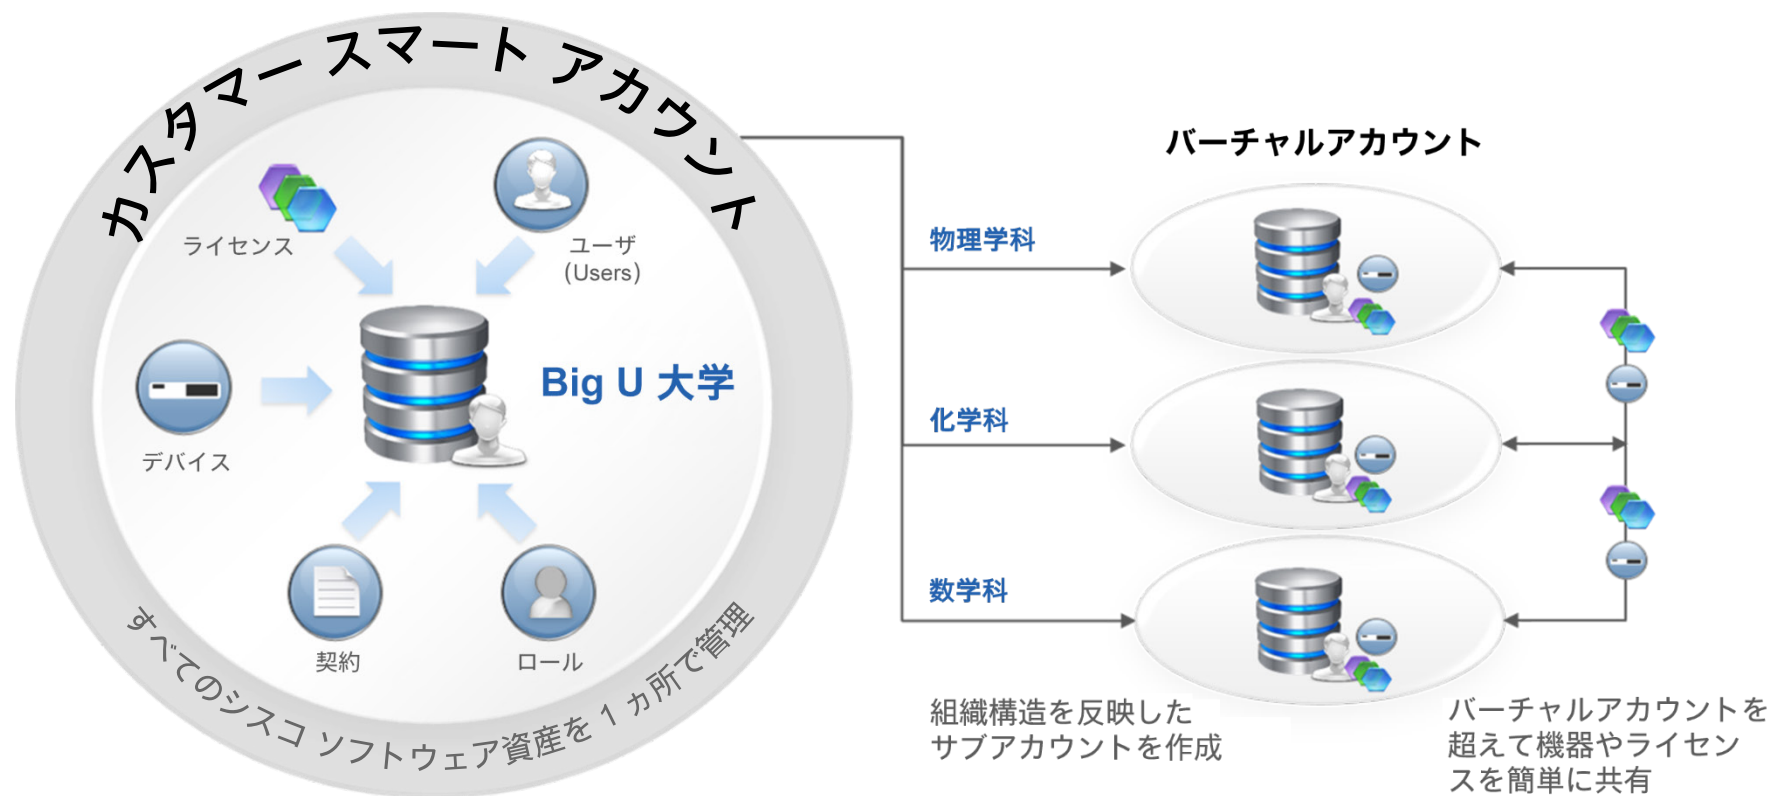 カスタマー スマート アカウント
ライセンス
ユーザ
(Users)
デバイス
Big U 大学
契約
ロール
すべてのシスコ ソフトウェア資産を 1 ヵ所で管理
バーチャルアカウント
物理学科
化学科
数学科
組織構造を反映した
サブアカウントを作成
バーチャルアカウントを
超えて機器やライセン
スを簡単に共有